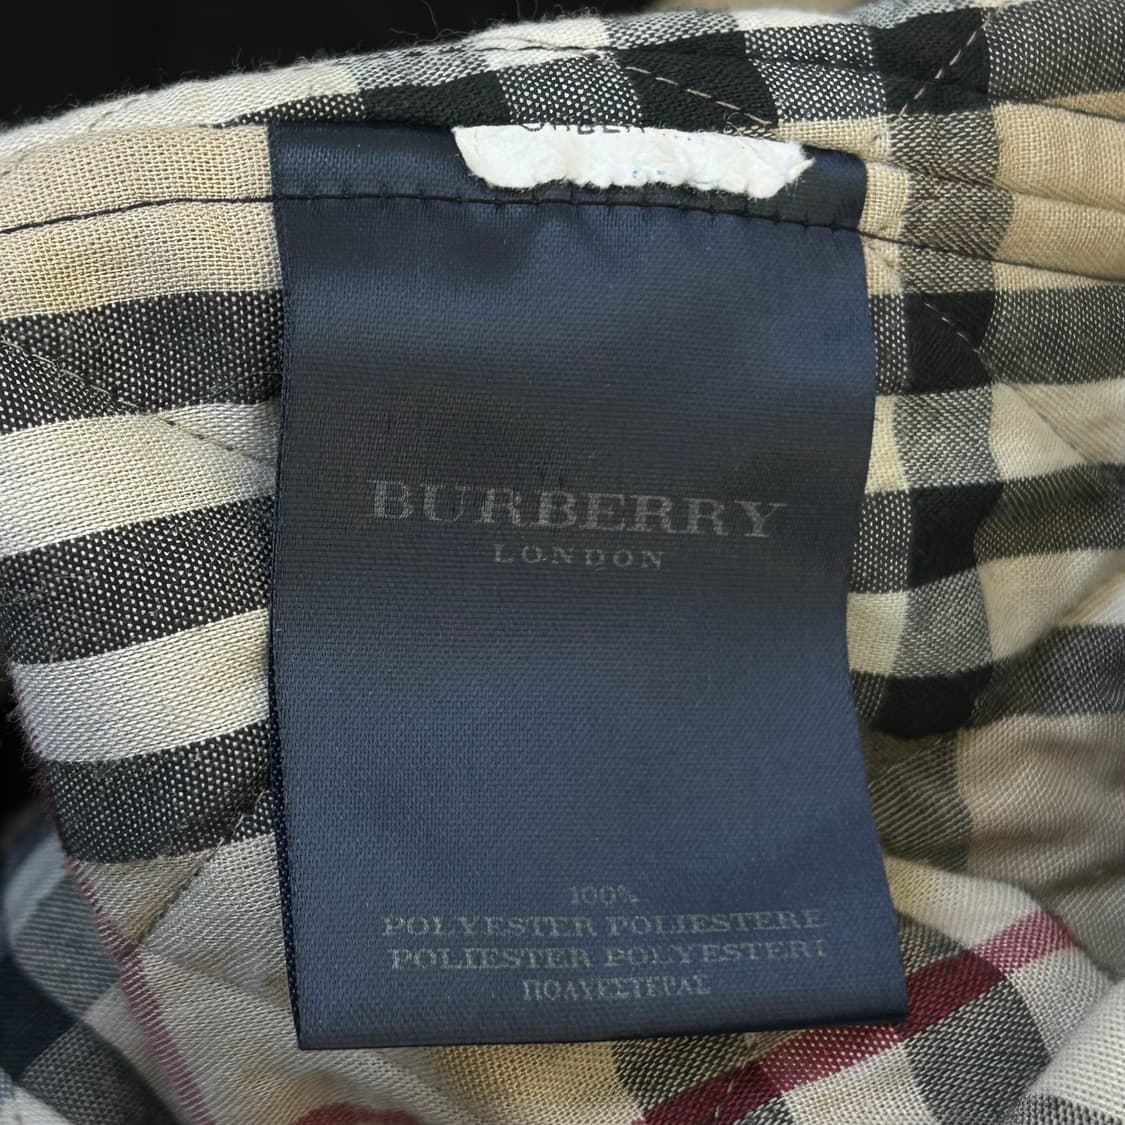 BURBERRY
LONDON
100%
POLYESTER POLIESTERE
POLIESTER POLYESTERI
ΠΟΛΥΕΣΤΕΡΑΣ